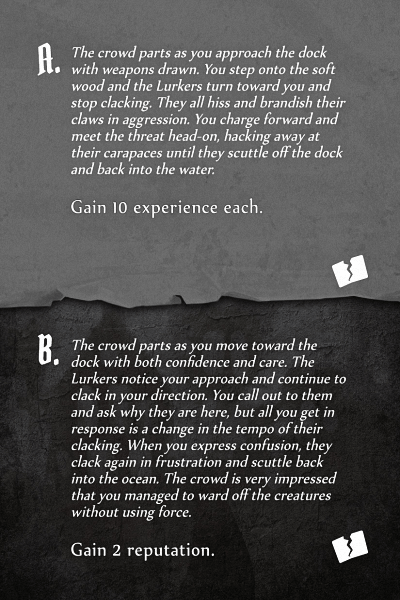 A. The crowd parts as you approach the dock
with weapons drawn. You step onto the soft
wood and the Lurkers turn toward you and
stop clacking. They all hiss and brandish their
claws in aggression. You charge forward and
meet the threat head-on, hacking away at
their carapaces until they scuttle off the dock
and back into the water.
Gain 10 experience each.
B. The crowd parts as you move toward the
dock with both confidence and care. The
Lurkers notice your approach and continue to
clack in your direction. You call out to them
and ask why they are here, but all you get in
response is a change in the tempo of their
clacking. When you express confusion, they
clack again in frustration and scuttle back
into the ocean. The crowd is very impressed
that you managed to ward off the creatures
without using force.
Gain 2 reputation.